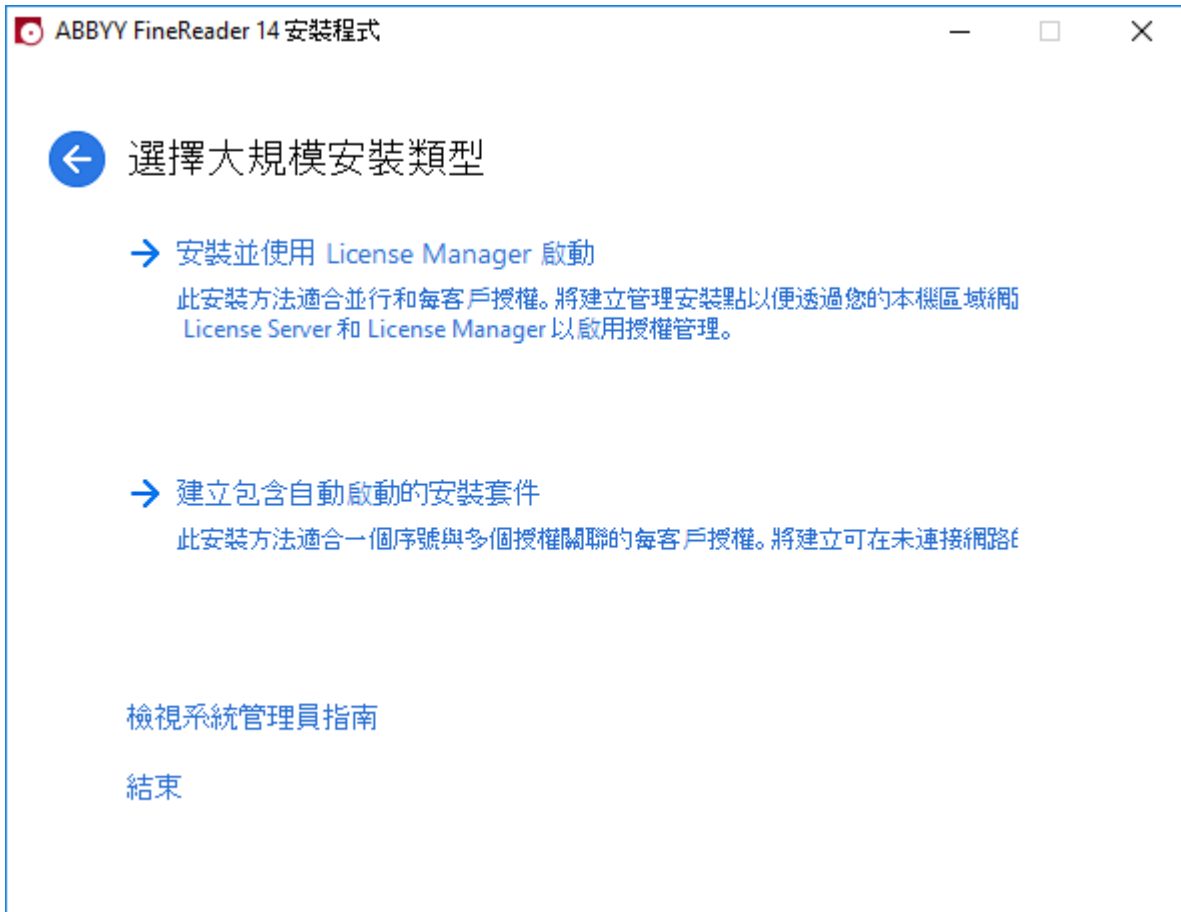 ABBYY FineReader 14 安裝程式
選擇大規模安裝類型
安裝並使用 License Manager 啟動
此安裝方法適合並行和每客戶授權。將建立管理安裝點以便透過您的本機區域網
License Server 和 License Manager 以啟用授權管理。
建立包含自動啟動的安裝套件
此安裝方法適合一個序號與多個授權關聯的每客戶授權。將建立可在未連接網路
檢視系統管理員指南
結束